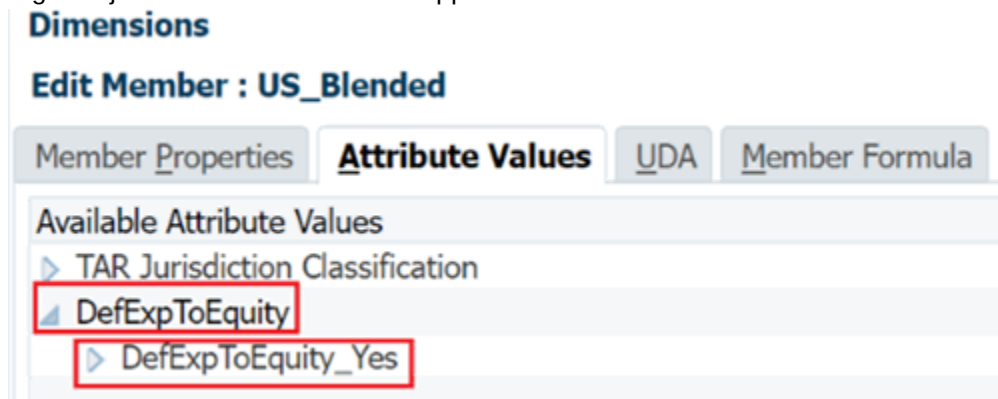 Dimensions
Edit Member : US_Blended
Member Properties Attribute Values UDA Member Formula
Available Attribute Values
TAR Jurisdiction Classification
DefExpToEquity
DefExpToEquity_Yes